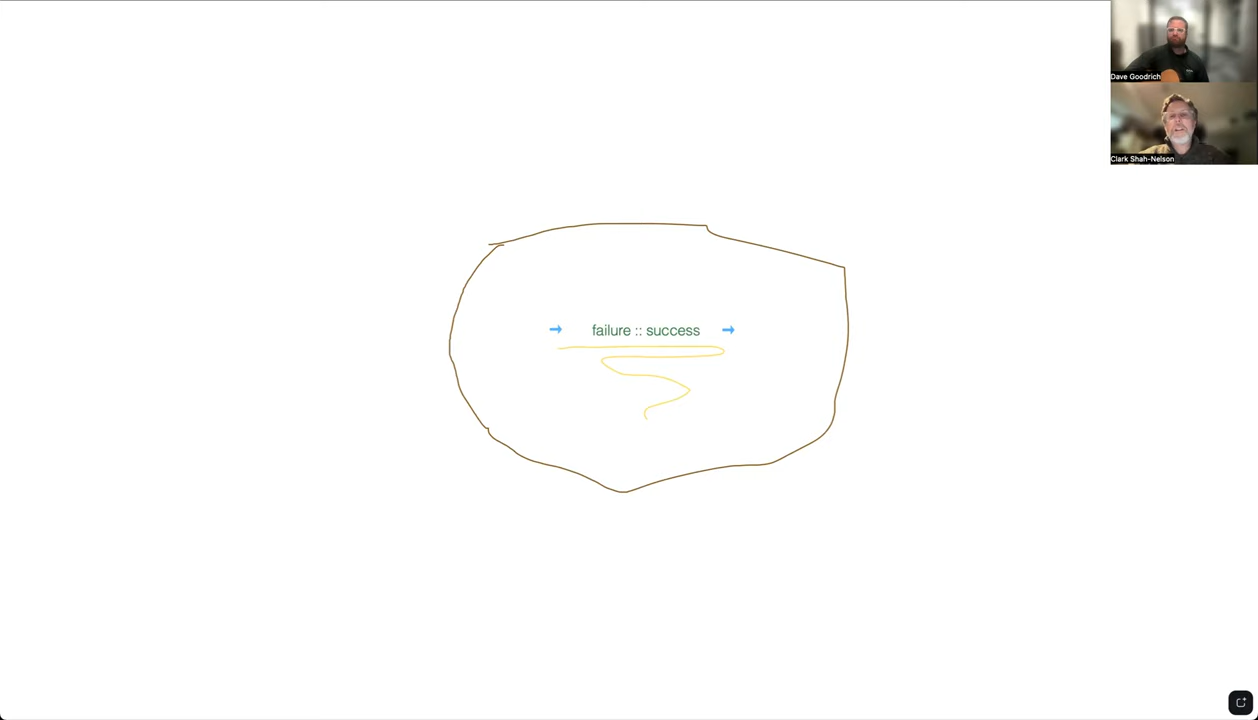 Dave Goodrich
Clark Shah-Nelson
➡ failure :: success ➡